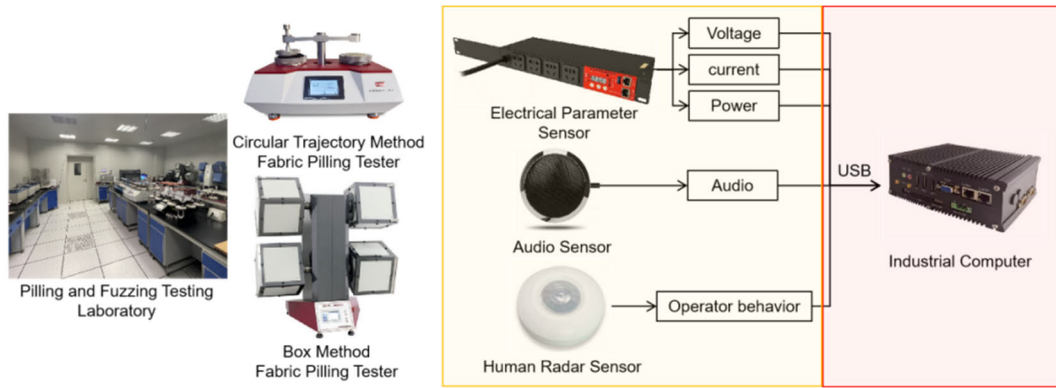 Pilling and Fuzzing Testing
Laboratory
Circular Trajectory Method
Fabric Pilling Tester
Box Method
Fabric Pilling Tester
Electrical Parameter
Sensor
Voltage
current
Power
Audio Sensor
Audio
Human Radar Sensor
Operator behavior
USB
Industrial Computer